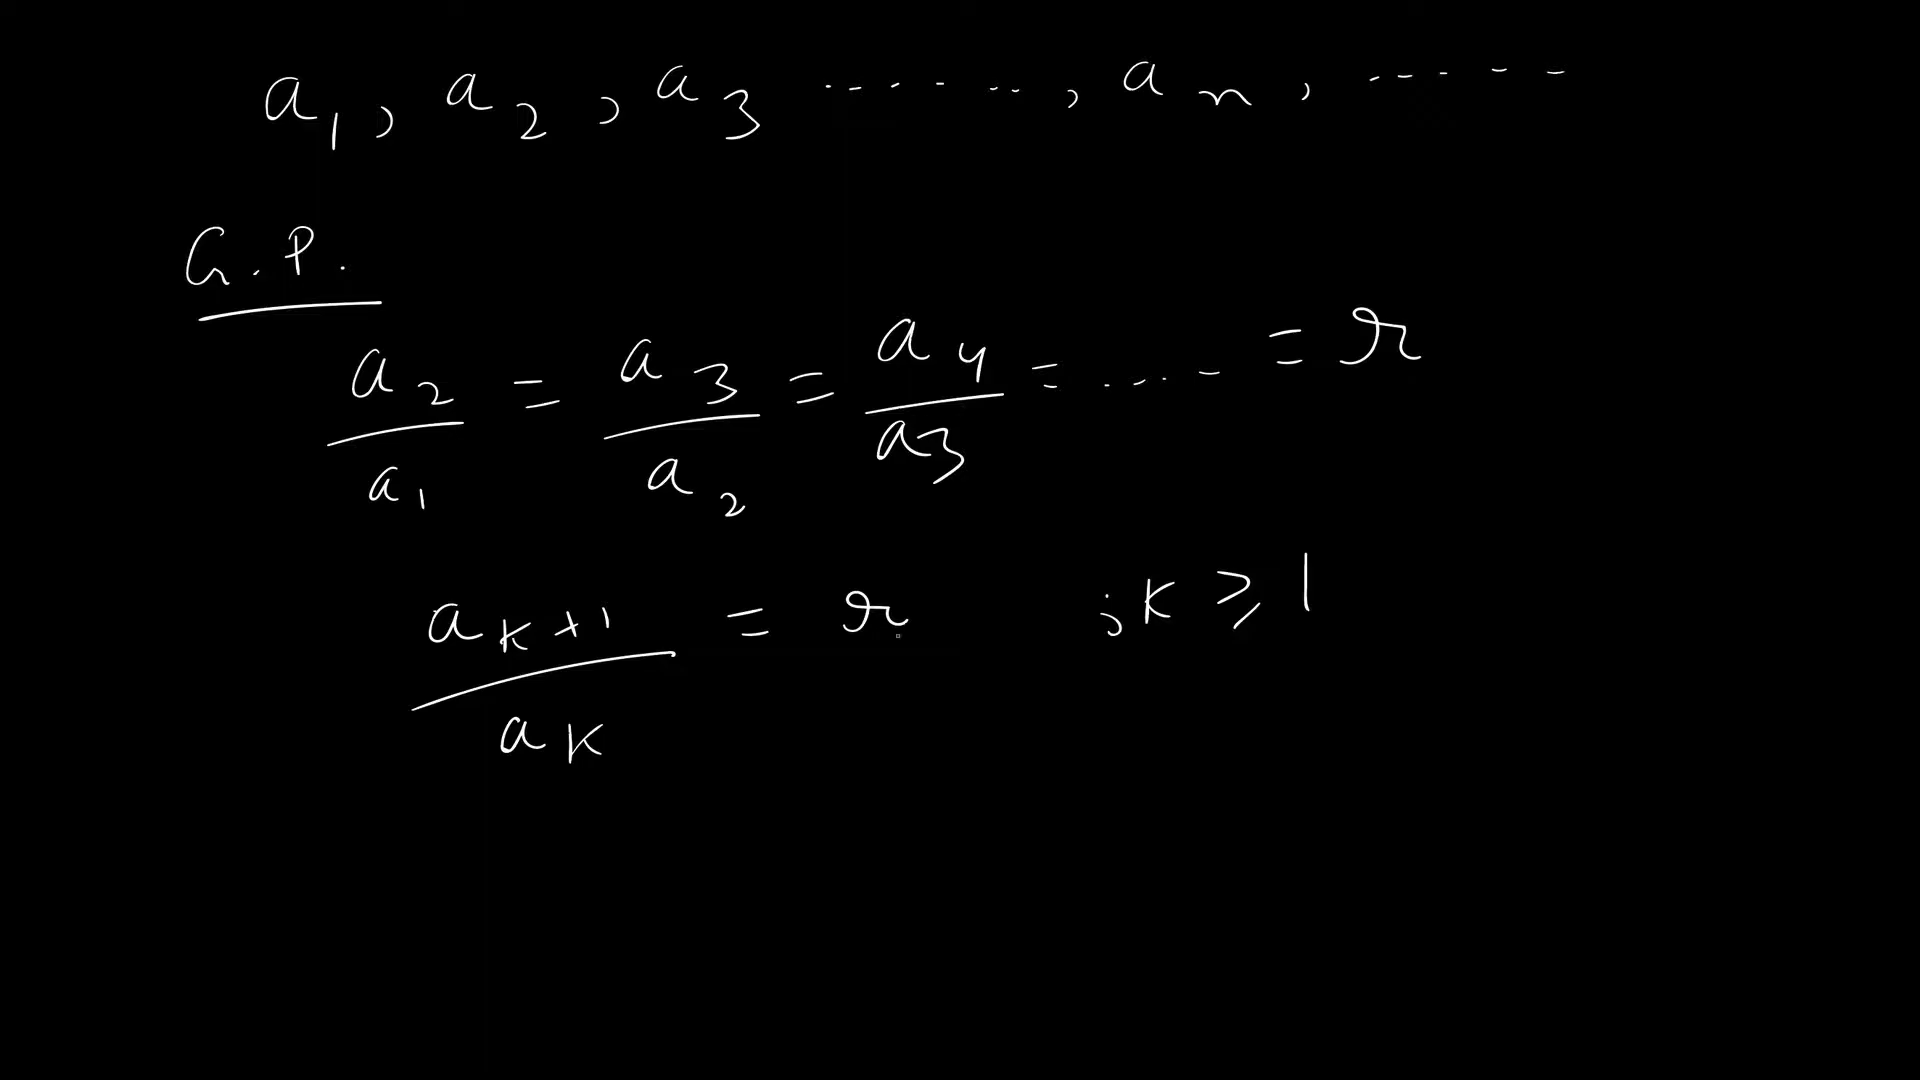 a₁, a₂, a₃ ........, aₙ, .....
G.P.
a₂/a₁ = a₃/a₂ = a₄/a₃ = ..... = r
aₖ₊₁/aₖ = r ; k ⩾ 1